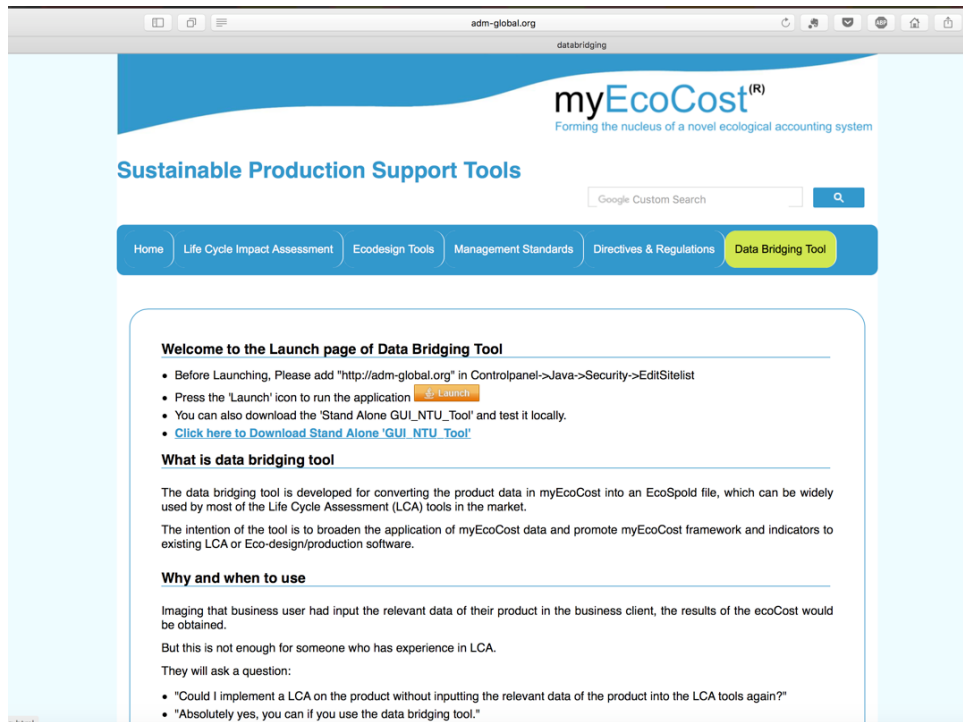 adm-global.org
databridging
myEcoCost(R)
Forming the nucleus of a novel ecological accounting system
Sustainable Production Support Tools
Google Custom Search
Home
Life Cycle Impact Assessment
Ecodesign Tools
Management Standards
Directives & Regulations
Data Bridging Tool
Welcome to the Launch page of Data Bridging Tool
• Before Launching, Please add "http://adm-global.org" in Controlpanel->Java->Security->EditSitelist
• Press the 'Launch' icon to run the application Launch
• You can also download the 'Stand Alone GUI_NTU_Tool' and test it locally.
• Click here to Download Stand Alone 'GUI_NTU_Tool'
What is data bridging tool
The data bridging tool is developed for converting the product data in myEcoCost into an EcoSpold file, which can be widely
used by most of the Life Cycle Assessment (LCA) tools in the market.
The intention of the tool is to broaden the application of myEcoCost data and promote myEcoCost framework and indicators to
existing LCA or Eco-design/production software.
Why and when to use
Imaging that business user had input the relevant data of their product in the business client, the results of the ecoCost would
be obtained.
But this is not enough for someone who has experience in LCA.
They will ask a question:
• "Could I implement a LCA on the product without inputting the relevant data of the product into the LCA tools again?"
• "Absolutely yes, you can if you use the data bridging tool."